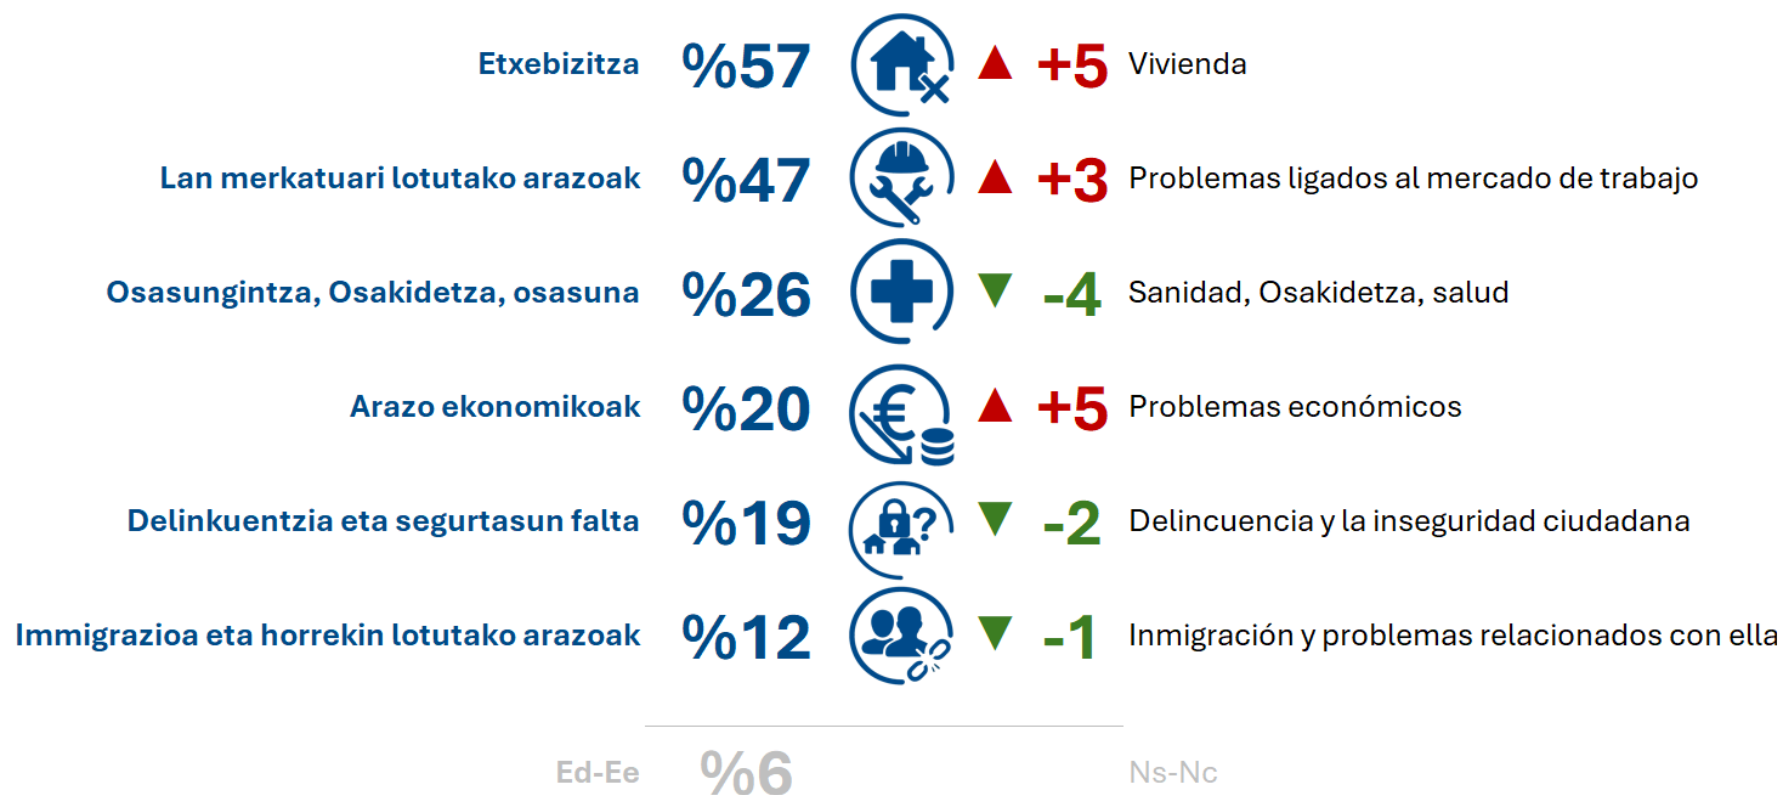 Etxebizitza %57 ▲ +5 Vivienda
Lan merkatuari lotutako arazoak %47 ▲ +3 Problemas ligados al mercado de trabajo
Osasungintza, Osakidetza, osasuna %26 ▼ -4 Sanidad, Osakidetza, salud
Arazo ekonomikoak %20 € ▲ +5 Problemas económicos
Delinkuentzia eta segurtasun falta %19 ? ▼ -2 Delincuencia y la inseguridad ciudadana
Immigrazioa eta horrekin lotutako arazoak %12 ▼ -1 Inmigración y problemas relacionados con ella
Ed-Ee %6 Ns-Nc